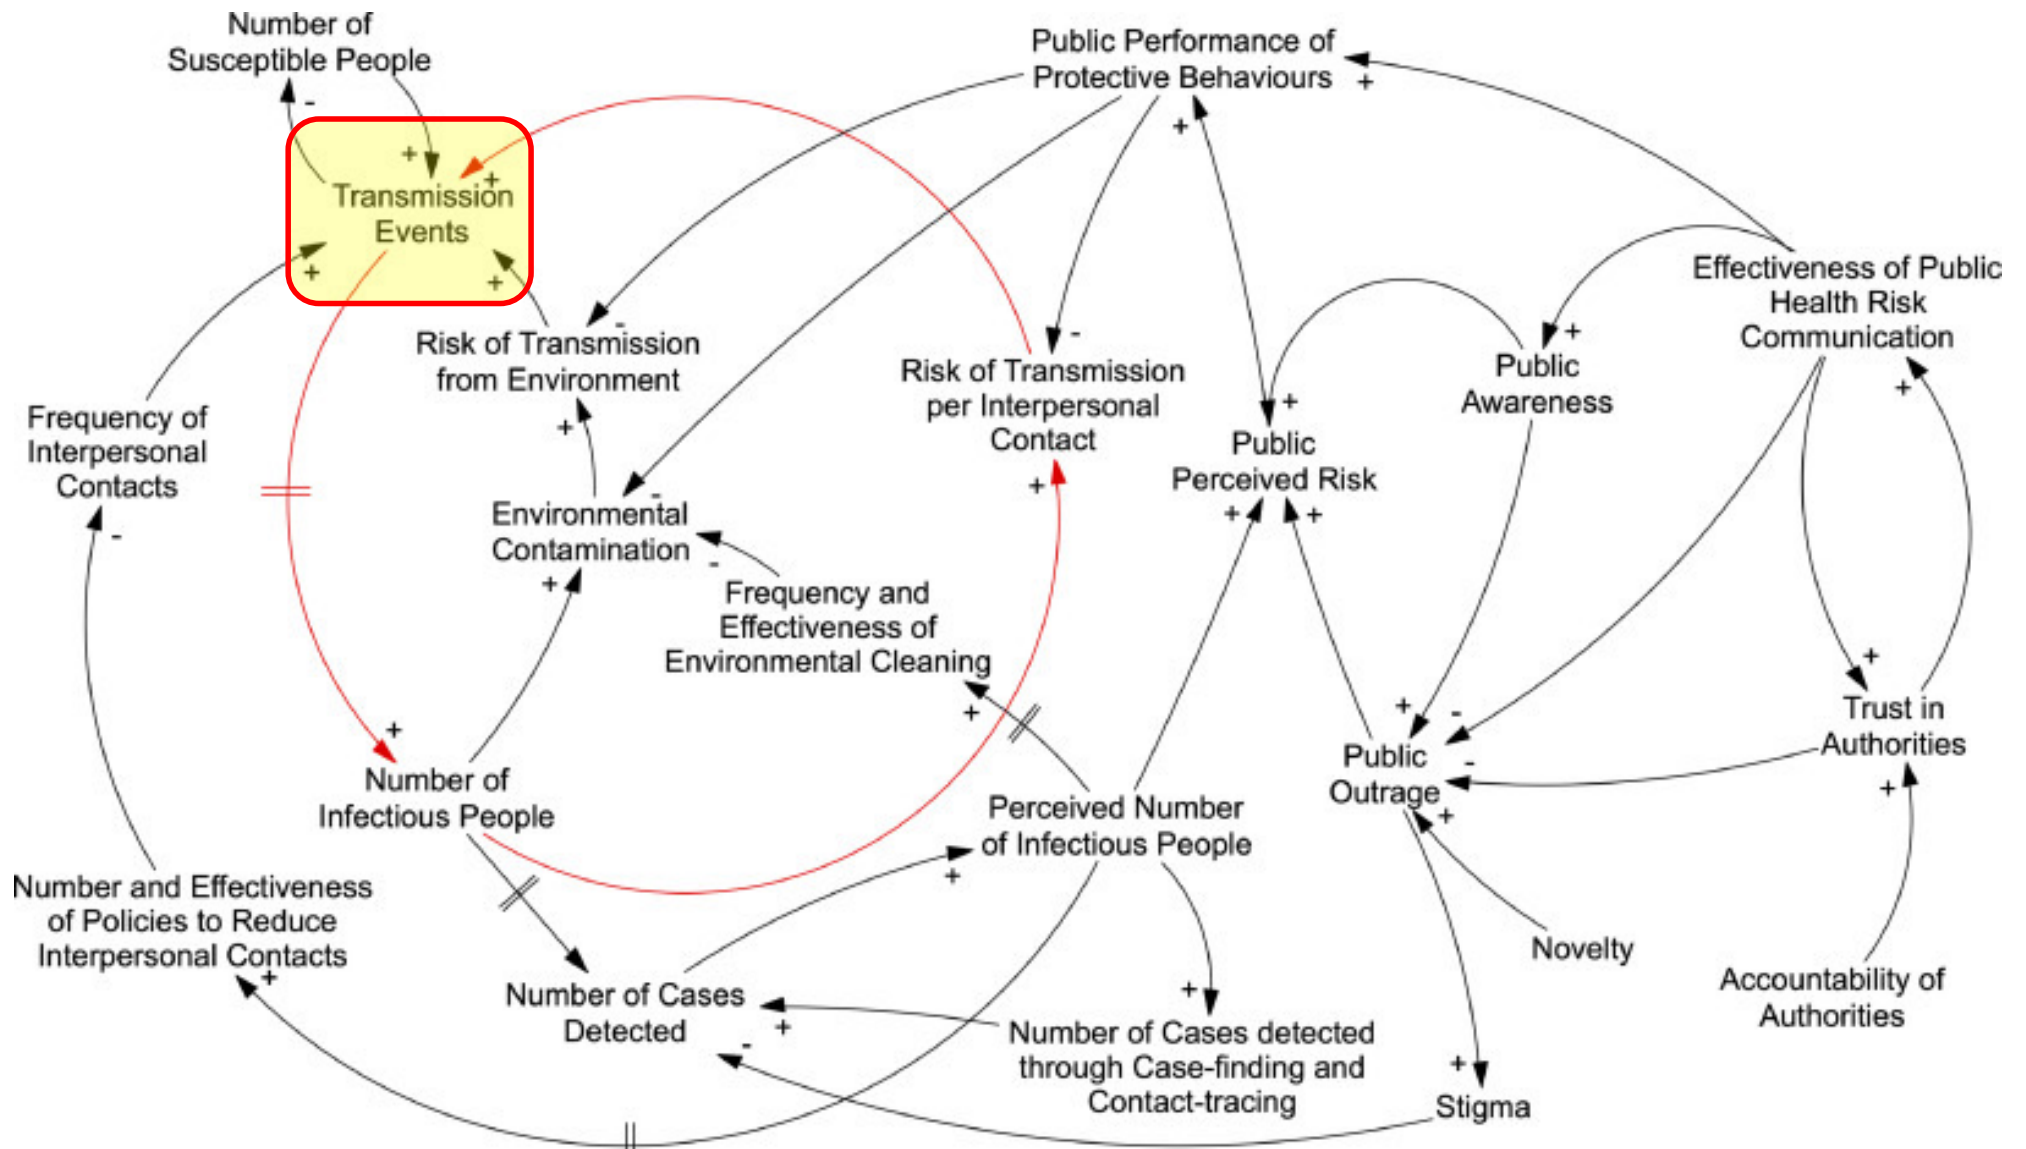 Number of
Susceptible People
Public Performance of
Protective Behaviours
Transmission
Events
Effectiveness of Public
Health Risk
Communication
Risk of Transmission
from Environment
Risk of Transmission
per Interpersonal
Contact
Public
Awareness
Frequency of
Interpersonal
Contacts
Public
Perceived Risk
Environmental
Contamination
Frequency and
Effectiveness of
Environmental Cleaning
Trust in
Authorities
Public
Outrage
Number of
Infectious People
Perceived Number
of Infectious People
Number and Effectiveness
of Policies to Reduce
Interpersonal Contacts
Novelty
Accountability of
Authorities
Number of Cases
Detected
Number of Cases detected
through Case-finding and
Contact-tracing
Stigma